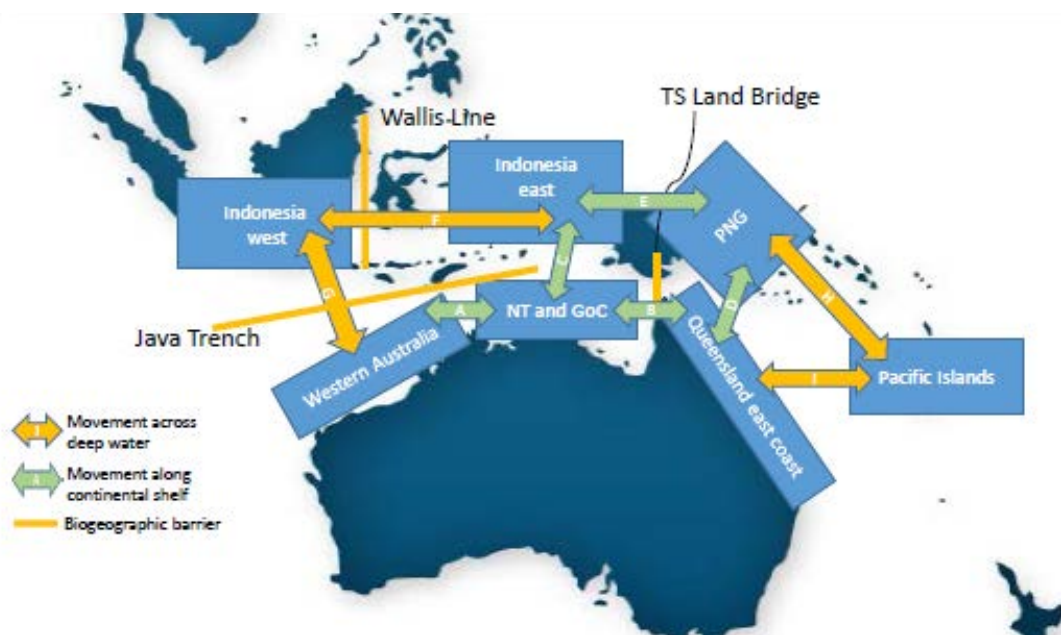 TS Land Bridge
Wallis Line
Indonesia
east
Indonesia
west
E
F
PNG
C
G
H
D
NT and GoC
A
B
Java Trench
Western Australia
Queensland east coast
Pacific Islands
I
Movement across
deep water
A
Movement along
continental shelf
Biogeographic barrier